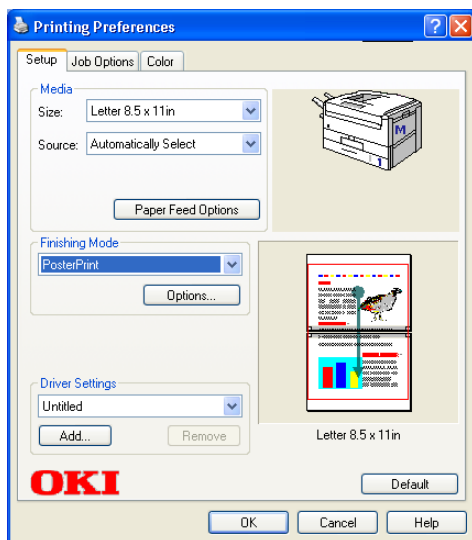 Printing Preferences
Setup Job Options Color
Media
Size: Letter 8.5 x 11in
Source: Automatically Select
M
1
Paper Feed Options
Finishing Mode
PosterPrint
Options...
Driver Settings
Untitled
Add... Remove
Letter 8.5 x 11in
OKI
Default
OK Cancel Help